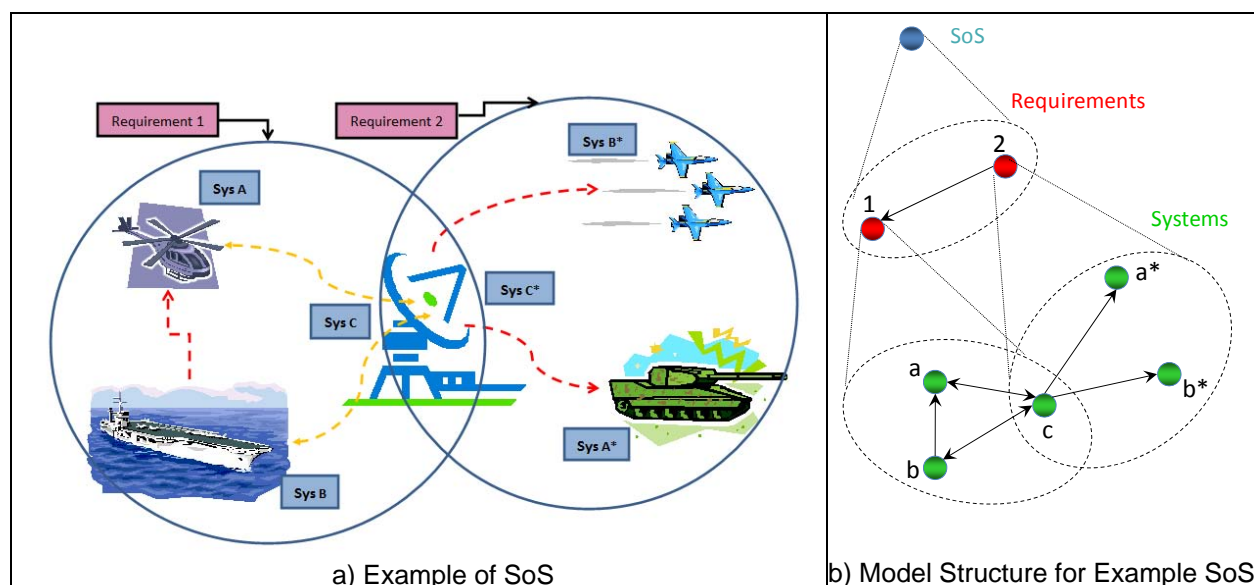 Requirement 1
Requirement 2
Sys B*
Sys A
Sys C*
Sys C
Sys A*
Sys B
a) Example of SoS
SoS
Requirements
2
1
Systems
a*
a
b*
c
b
b) Model Structure for Example SoS